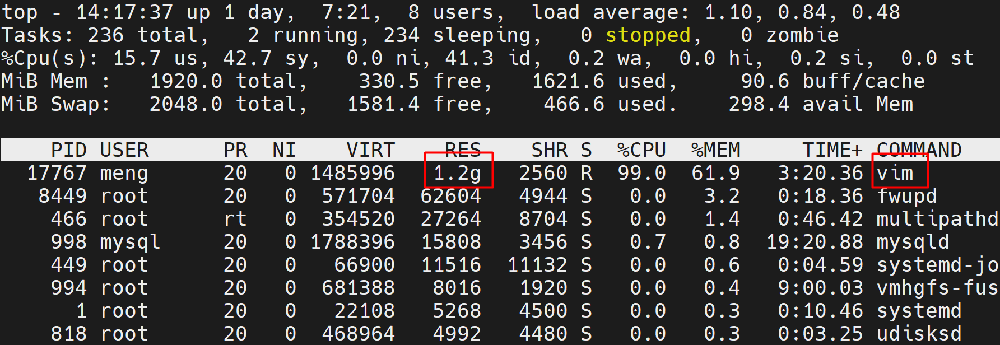 top - 14:17:37 up 1 day,  7:21,  8 users,  load average: 1.10, 0.84, 0.48
Tasks: 236 total,   2 running, 234 sleeping,   0 stopped,   0 zombie
%Cpu(s): 15.7 us, 42.7 sy,  0.0 ni, 41.3 id,  0.2 wa,  0.0 hi,  0.2 si,  0.0 st
MiB Mem :   1920.0 total,    330.5 free,   1621.6 used,     90.6 buff/cache
MiB Swap:   2048.0 total,   1581.4 free,    466.6 used.    298.4 avail Mem
PID USER      PR  NI    VIRT    RES    SHR S  %CPU  %MEM     TIME+ COMMAND
17767 meng      20   0 1485996   1.2g   2560 R  99.0  61.9   3:20.36 vim
8449 root      20   0  571704  62604   4944 S   0.0   3.2   0:18.36 fwupd
466 root      rt   0  354520  27264   8704 S   0.0   1.4   0:46.42 multipathd
998 mysql     20   0 1788396  15808   3456 S   0.7   0.8  19:20.88 mysqld
449 root      20   0   66900  11516  11132 S   0.0   0.6   0:04.59 systemd-jo
994 root      20   0  681388   8016   1920 S   0.0   0.4   9:00.03 vmhgfs-fus
1 root      20   0   22108   5268   4500 S   0.0   0.3   0:10.46 systemd
818 root      20   0  468964   4992   4480 S   0.0   0.3   0:03.25 udisksd